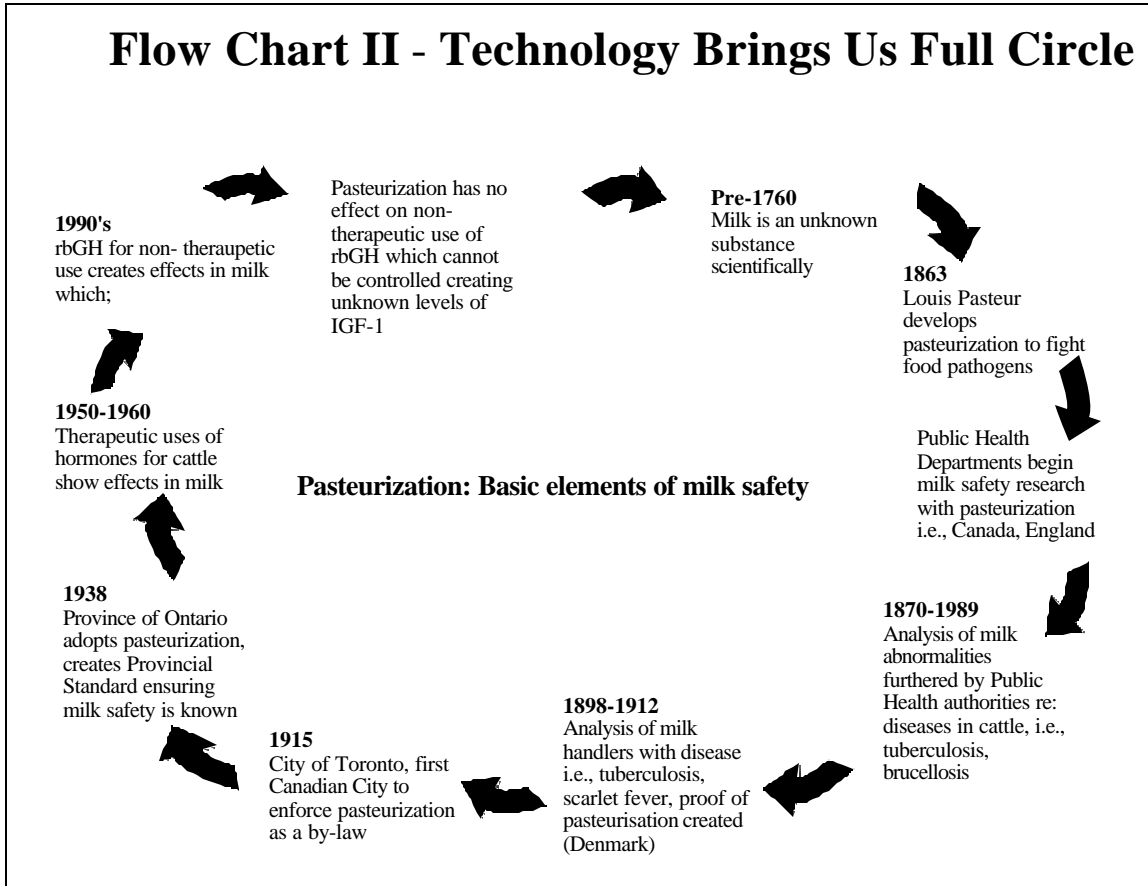 Flow Chart II - Technology Brings Us Full Circle
Pre-1760
Milk is an unknown
substance
scientifically
1863
Louis Pasteur
develops
pasteurization to fight
food pathogens
Public Health
Departments begin
milk safety research
with pasteurization
i.e., Canada, England
1870-1989
Analysis of milk
abnormalities
furthered by Public
Health authorities re:
diseases in cattle, i.e.,
tuberculosis,
brucellosis
1898-1912
Analysis of milk
handlers with disease
i.e., tuberculosis,
scarlet fever, proof of
pasteurisation created
(Denmark)
1915
City of Toronto, first
Canadian City to
enforce pasteurization
as a by-law
1938
Province of Ontario
adopts pasteurization,
creates Provincial
Standard ensuring
milk safety is known
1950-1960
Therapeutic uses of
hormones for cattle
show effects in milk
1990's
rbGH for non- theraupetic
use creates effects in milk
which;
Pasteurization has no
effect on non-
therapeutic use of
rbGH which cannot
be controlled creating
unknown levels of
IGF-1
Pasteurization: Basic elements of milk safety